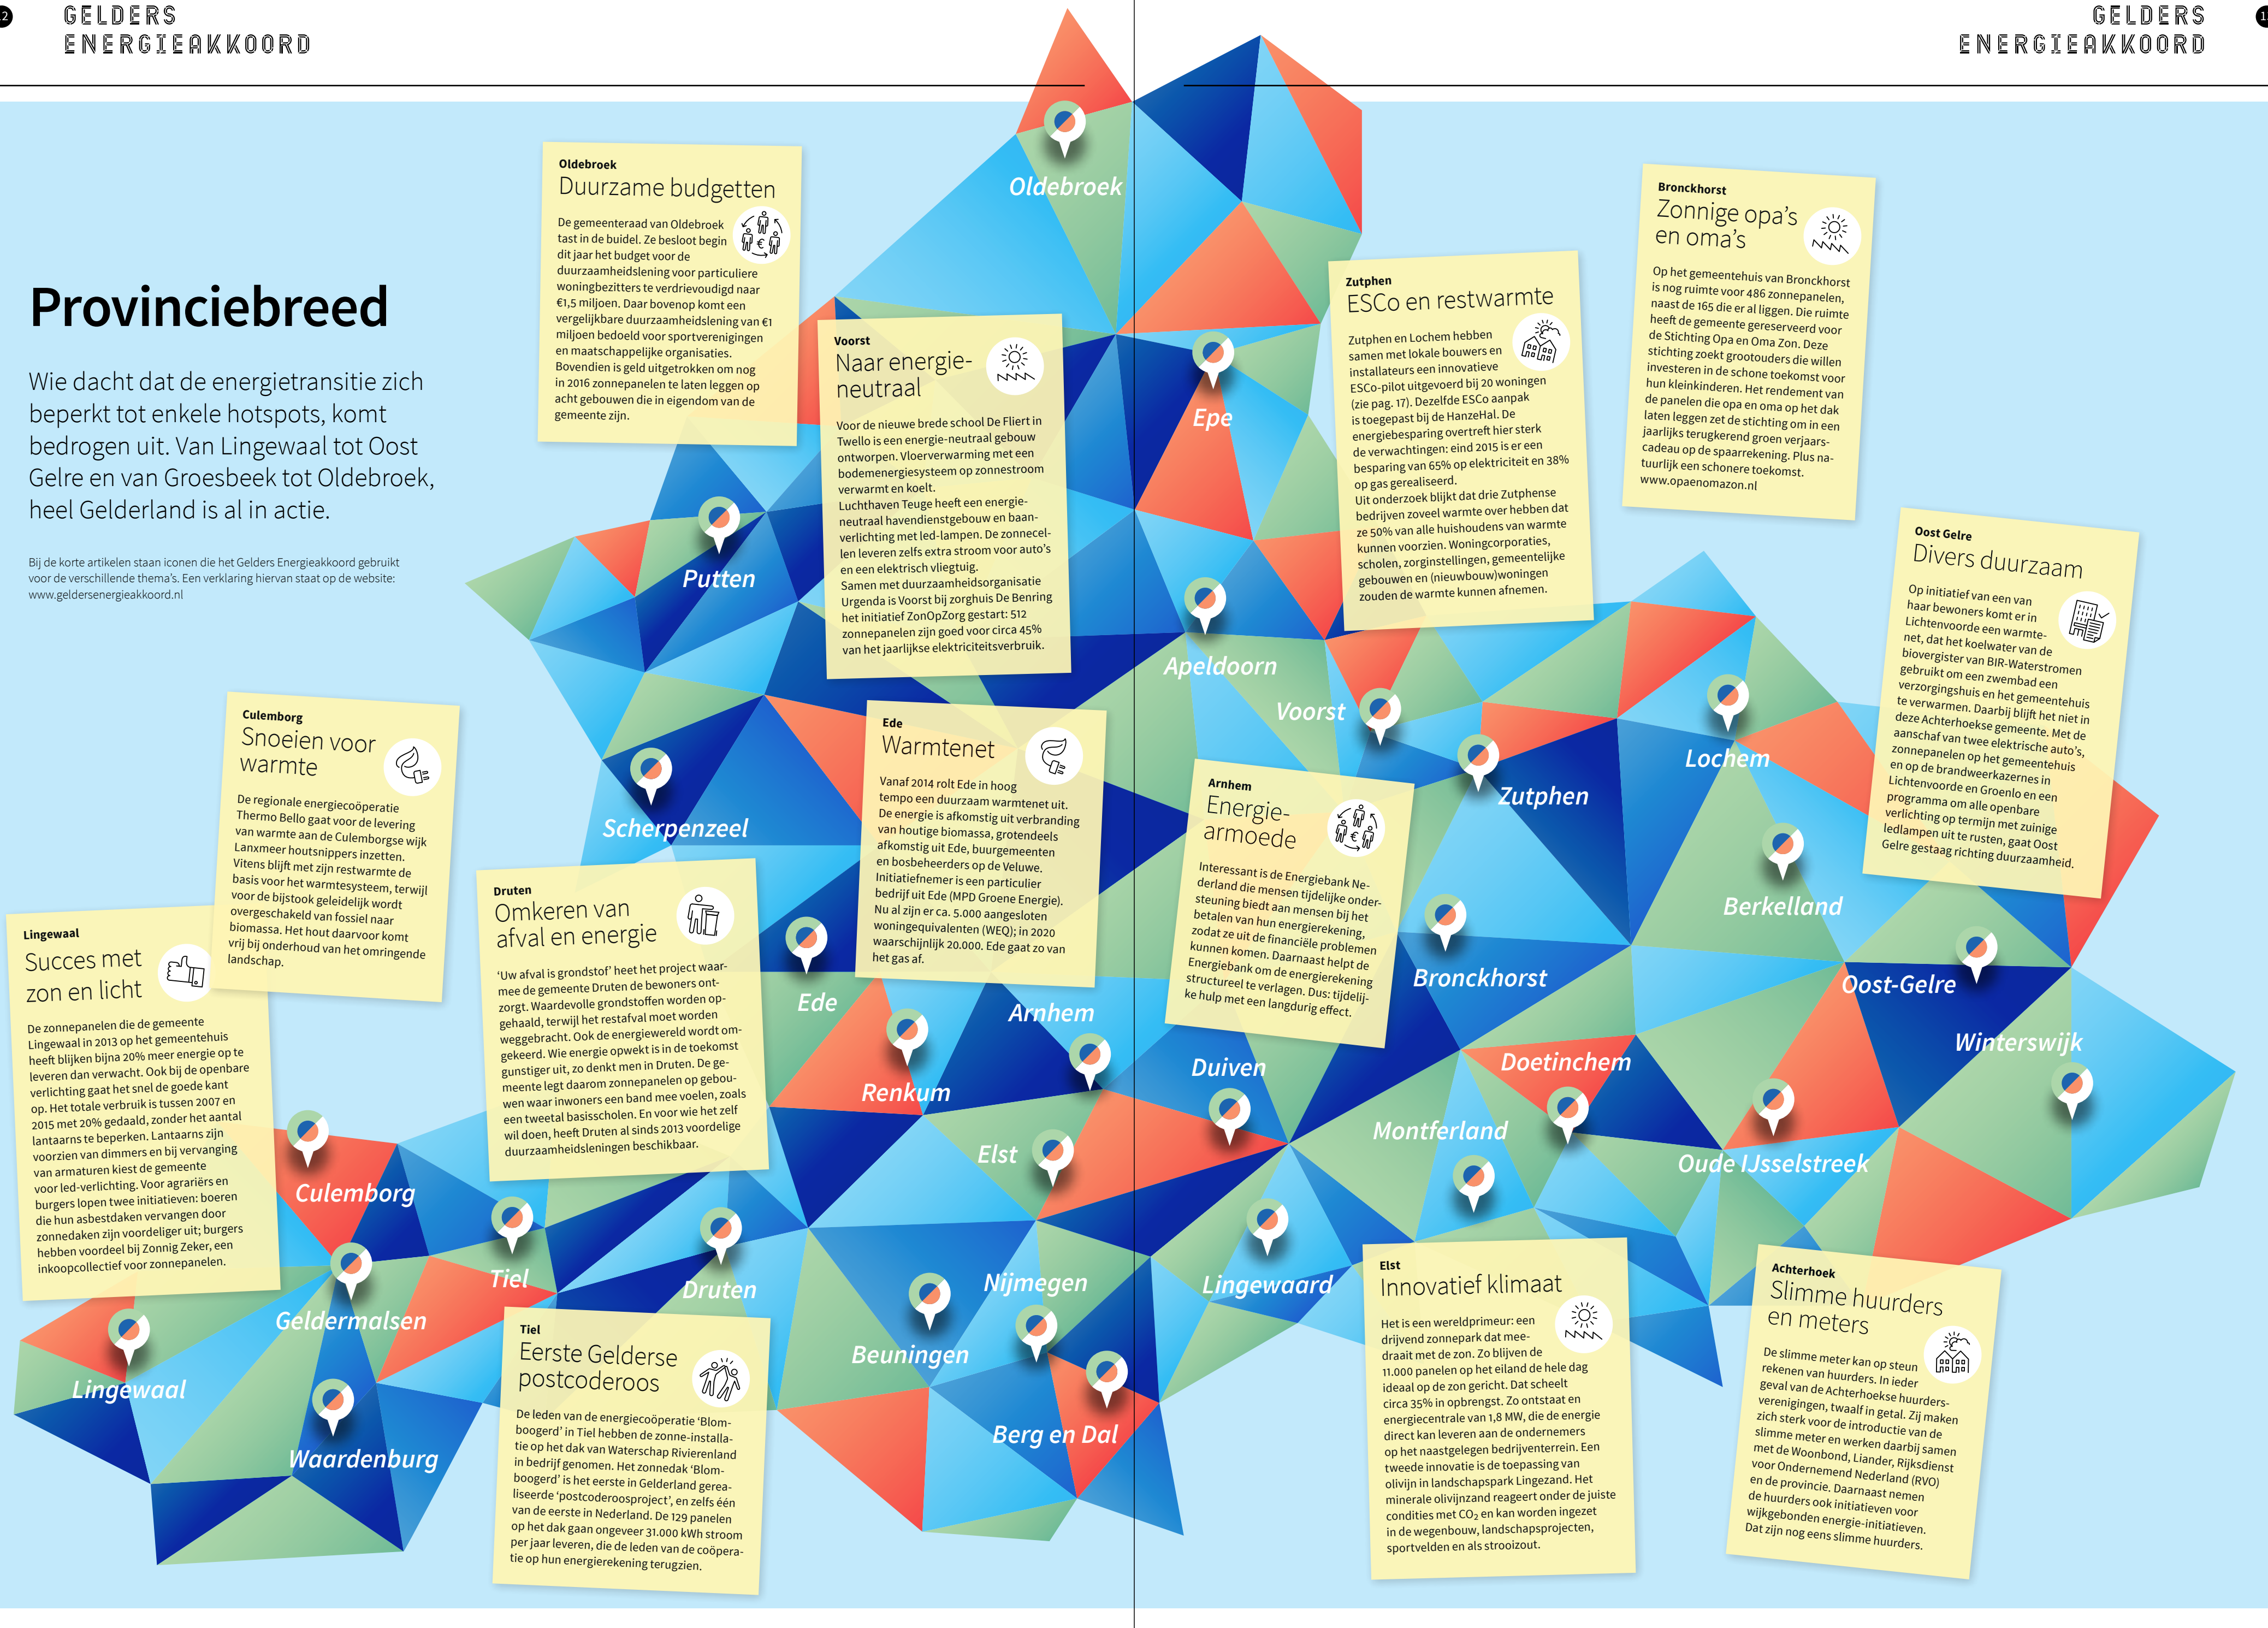 12
GELDERS
ENERGIEAKKOORD
GELDERS
ENERGIEAKKOORD
Provinciebreed
Wie dacht dat de energietransitie zich
beperkt tot enkele hotspots, komt
bedrogen uit. Van Lingewaal tot Oost
Gelre en van Groesbeek tot Oldebroek,
heel Gelderland is al in actie.
Bij de korte artikelen staan iconen die het Gelders Energieakkoord gebruikt
voor de verschillende thema's. Een verklaring hiervan staat op de website:
www.geldersenergieakkoord.nl
Oldebroek
Duurzame budgetten
De gemeenteraad van Oldebroek
tast in de buidel. Ze besloot begin
dit jaar het budget voor de
duurzaamheidslening voor particuliere
woningbezitters te verdrievoudigd naar
€1,5 miljoen. Daar bovenop komt een
vergelijkbare duurzaamheidslening van €1
miljoen bedoeld voor sportverenigingen
en maatschappelijke organisaties.
Bovendien is geld uitgetrokken om nog
in 2016 zonnepanelen te laten leggen op
acht gebouwen die in eigendom van de
gemeente zijn.
Voorst
Naar energie-
neutraal
Voor de nieuwe brede school De Fliert in
Twello is een energie-neutraal gebouw
ontworpen. Vloerverwarming met een
bodemenergiesysteem op zonnestroom
verwarmt en koelt.
Luchthaven Teuge heeft een energie-
neutraal havendienstgebouw en baan-
verlichting met led-lampen. De zonnecel-
len leveren zelfs extra stroom voor auto's
en een elektrisch vliegtuig.
Samen met duurzaamheidsorganisatie
Urgenda is Voorst bij zorghuis De Benring
het initiatief ZonOpZorg gestart: 512
zonnepanelen zijn goed voor circa 45%
van het jaarlijkse elektriciteitsverbruik.
Zutphen
ESCo en restwarmte
Zutphen en Lochem hebben
samen met lokale bouwers en
installateurs een innovatieve
ESCo-pilot uitgevoerd bij 20 woningen
(zie pag. 17). Dezelfde ESCo aanpak
is toegepast bij de HanzeHal. De
energiebesparing overtreft hier sterk
de verwachtingen: eind 2015 is er een
besparing van 65% op elektriciteit en 38%
op gas gerealiseerd.
Uit onderzoek blijkt dat drie Zutphense
bedrijven zoveel warmte over hebben dat
ze 50% van alle huishoudens van warmte
kunnen voorzien. Woningcorporaties,
scholen, zorginstellingen, gemeentelijke
gebouwen en (nieuwbouw)woningen
zouden de warmte kunnen afnemen.
Bronckhorst
Zonnige opa's
en oma's
Op het gemeentehuis van Bronckhorst
is nog ruimte voor 486 zonnepanelen,
naast de 165 die er al liggen. Die ruimte
heeft de gemeente gereserveerd voor
de Stichting Opa en Oma Zon. Deze
stichting zoekt grootouders die willen
investeren in de schone toekomst voor
hun kleinkinderen. Het rendement van
de panelen die opa en oma op het dak
laten leggen zet de stichting om in een
jaarlijks terugkerend groen verjaars-
cadeau op de spaarrekening. Plus na-
tuurlijk een schonere toekomst.
www.opaenomazon.nl
Oost Gelre
Divers duurzaam
Op initiatief van een van
haar bewoners komt er in
Lichtenvoorde een warmte-
net, dat het koelwater van de
biovergister van BIR-Waterstromen
gebruikt om een zwembad een
verzorgingshuis en het gemeentehuis
te verwarmen. Daarbij blijft het niet in
deze Achterhoekse gemeente. Met de
aanschaf van twee elektrische auto's,
zonnepanelen op het gemeentehuis
en op de brandweerkazernes in
Lichtenvoorde en Groenlo en een
programma om alle openbare
verlichting op termijn met zuinige
ledlampen uit te rusten, gaat Oost
Gelre gestaag richting duurzaamheid.
Culemborg
Snoeien voor
warmte
De regionale energiecoöperatie
Thermo Bello gaat voor de levering
van warmte aan de Culemborgse wijk
Lanxmeer houtsnippers inzetten.
Vitens blijft met zijn restwarmte de
basis voor het warmtesysteem, terwijl
voor de bijstook geleidelijk wordt
overgeschakeld van fossiel naar
biomassa. Het hout daarvoor komt
vrij bij onderhoud van het omringende
landschap.
Lingewaal
Succes met
zon en licht
De zonnepanelen die de gemeente
Lingewaal in 2013 op het gemeentehuis
heeft blijken bijna 20% meer energie op te
leveren dan verwacht. Ook bij de openbare
verlichting gaat het snel de goede kant
op. Het totale verbruik is tussen 2007 en
2015 met 20% gedaald, zonder het aantal
lantaarns te beperken. Lantaarns zijn
voorzien van dimmers en bij vervanging
van armaturen kiest de gemeente
voor led-verlichting. Voor agrariërs en
burgers lopen twee initiatieven: boeren
die hun asbestdaken vervangen door
zonnedaken zijn voordeliger uit; burgers
hebben voordeel bij Zonnig Zeker, een
inkoopcollectief voor zonnepanelen.
Druten
Omkeren van
afval en energie
'Uw afval is grondstof' heet het project waar-
mee de gemeente Druten de bewoners ont-
zorgt. Waardevolle grondstoffen worden op-
gehaald, terwijl het restafval moet worden
weggebracht. Ook de energiewereld wordt om-
gekeerd. Wie energie opwekt is in de toekomst
gunstiger uit, zo denkt men in Druten. De ge-
meente legt daarom zonnepanelen op gebou-
wen waar inwoners een band mee voelen, zoals
een tweetal basisscholen. En voor wie het zelf
wil doen, heeft Druten al sinds 2013 voordelige
duurzaamheidsleningen beschikbaar.
Ede
Warmtenet
Vanaf 2014 rolt Ede in hoog
tempo een duurzaam warmtenet uit.
De energie is afkomstig uit verbranding
van houtige biomassa, grotendeels
afkomstig uit Ede, buurgemeenten
en bosbeheerders op de Veluwe.
Initiatiefnemer is een particulier
bedrijf uit Ede (MPD Groene Energie).
Nu al zijn er ca. 5.000 aangesloten
woningequivalenten (WEQ); in 2020
waarschijnlijk 20.000. Ede gaat zo van
het gas af.
Arnhem
Energie-
armoede
Interessant is de Energiebank Ne-
derland die mensen tijdelijke onder-
steuning biedt aan mensen bij het
betalen van hun energierekening,
zodat ze uit de financiële problemen
kunnen komen. Daarnaast helpt de
Energiebank om de energierekening
structureel te verlagen. Dus: tijdelij-
ke hulp met een langdurig effect.
Tiel
Eerste Gelderse
postcoderoos
De leden van de energiecoöperatie 'Blom-
boogerd' in Tiel hebben de zonne-installa-
tie op het dak van Waterschap Rivierenland
in bedrijf genomen. Het zonnedak 'Blom-
boogerd' is het eerste in Gelderland gerea-
liseerde 'postcoderoosproject', en zelfs één
van de eerste in Nederland. De 129 panelen
op het dak gaan ongeveer 31.000 kWh stroom
per jaar leveren, die de leden van de coöpera-
tie op hun energierekening terugzien.
Elst
Innovatief klimaat
Het is een wereldprimeur: een
drijvend zonnepark dat mee-
draait met de zon. Zo blijven de
11.000 panelen op het eiland de hele dag
ideaal op de zon gericht. Dat scheelt
circa 35% in opbrengst. Zo ontstaat en
energiecentrale van 1,8 MW, die de energie
direct kan leveren aan de ondernemers
op het naastgelegen bedrijventerrein. Een
tweede innovatie is de toepassing van
olivijn in landschapspark Lingezand. Het
minerale olivijnzand reageert onder de juiste
condities met CO₂ en kan worden ingezet
in de wegenbouw, landschapsprojecten,
sportvelden en als strooizout.
Achterhoek
Slimme huurders
en meters
De slimme meter kan op steun
rekenen van huurders. In ieder
geval van de Achterhoekse huurders-
verenigingen, twaalf in getal. Zij maken
zich sterk voor de introductie van de
slimme meter en werken daarbij samen
met de Woonbond, Liander, Rijksdienst
voor Ondernemend Nederland (RVO)
en de provincie. Daarnaast nemen
de huurders ook initiatieven voor
wijkgebonden energie-initiatieven.
Dat zijn nog eens slimme huurders.
Oldebroek
Epe
Putten
Apeldoorn
Voorst
Lochem
Zutphen
Scherpenzeel
Berkelland
Bronckhorst
Oost-Gelre
Ede
Arnhem
Winterswijk
Renkum
Duiven
Doetinchem
Montferland
Elst
Oude IJsselstreek
Culemborg
Tiel
Druten
Nijmegen
Lingewaard
Geldermalsen
Beuningen
Lingewaal
Berg en Dal
Waardenburg